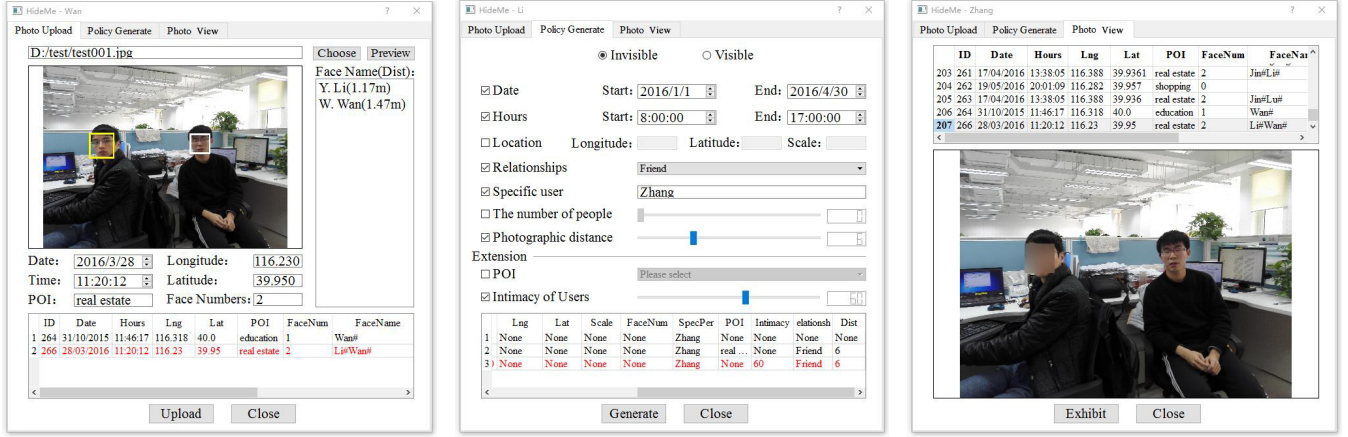 HideMe - Wan
Photo Upload Policy Generate Photo View
D:/test/test001.jpg Choose Preview
Face Name(Dist):
Y. Li(1.17m)
W. Wan(1.47m)
Date: 2016/3/28 Longitude: 116.230
Time: 11:20:12 Latitude: 39.950
POI: real estate Face Numbers: 2
ID Date Hours Lng Lat POI FaceNum FaceName
1 264 31/10/2015 11:46:17 116.318 40.0 education 1 Wan#
2 266 28/03/2016 11:20:12 116.23 39.95 real estate 2 Li#Wan#
Upload Close
HideMe - Li
Photo Upload Policy Generate Photo View
Invisible Visible
Date Start: 2016/1/1 End: 2016/4/30
Hours Start: 8:00:00 End: 17:00:00
Location Longitude: Latitude: Scale:
Relationships Friend
Specific user Zhang
The number of people
Photographic distance 6
Extension
POI Please select
Intimacy of Users 60
Lng Lat Scale FaceNum SpecPer POI Intimacy elationsh Dist
1 None None None None Zhang None None None None
2 None None None None Zhang real ... None Friend 6
3 ) None None None None Zhang None 60 Friend 6
Generate Close
HideMe - Zhang
Photo Upload Policy Generate Photo View
ID Date Hours Lng Lat POI FaceNum FaceNar
203 261 17/04/2016 13:38:05 116.388 39.9361 real estate 2 Jin#Li#
204 262 19/05/2016 20:01:09 116.282 39.957 shopping 0
205 263 17/04/2016 13:38:05 116.388 39.936 real estate 2 Jin#Lu#
206 264 31/10/2015 11:46:17 116.318 40.0 education 1 Wan#
207 266 28/03/2016 11:20:12 116.23 39.95 real estate 2 Li#Wan#
Exhibit Close